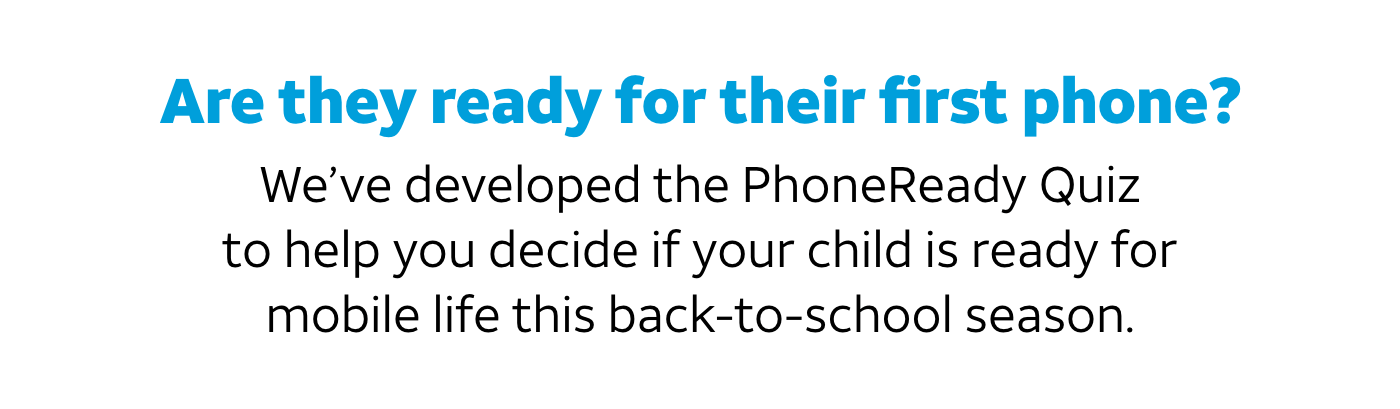 Are they ready for their first phone?
We’ve developed the PhoneReady Quiz
to help you decide if your child is ready for
mobile life this back-to-school season.